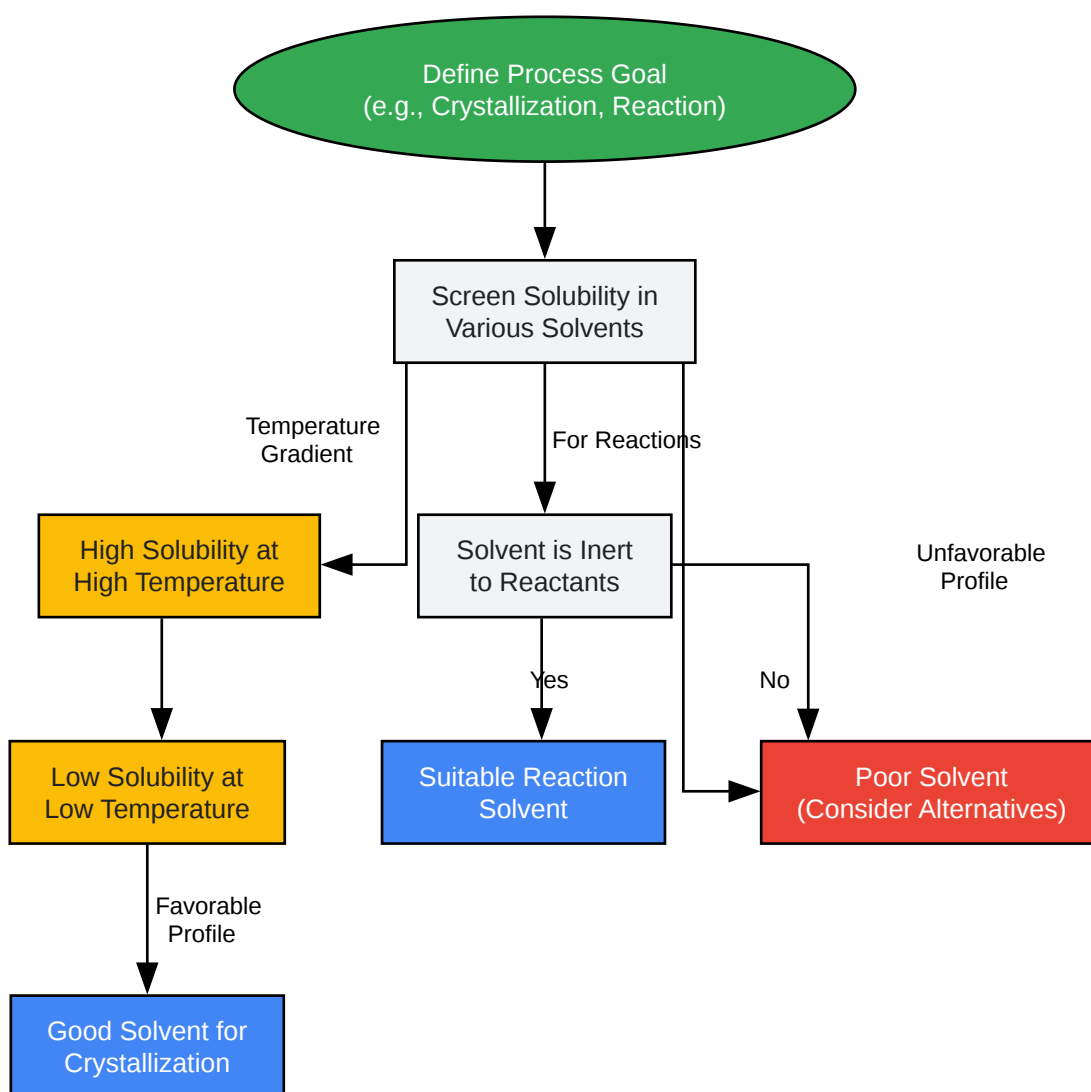 Define Process Goal
(e.g., Crystallization, Reaction)
Screen Solubility in
Various Solvents
Temperature
Gradient
For Reactions
High Solubility at
High Temperature
Solvent is Inert
to Reactants
Unfavorable
Profile
Yes
No
Low Solubility at
Low Temperature
Suitable Reaction
Solvent
Poor Solvent
(Consider Alternatives)
Favorable
Profile
Good Solvent for
Crystallization